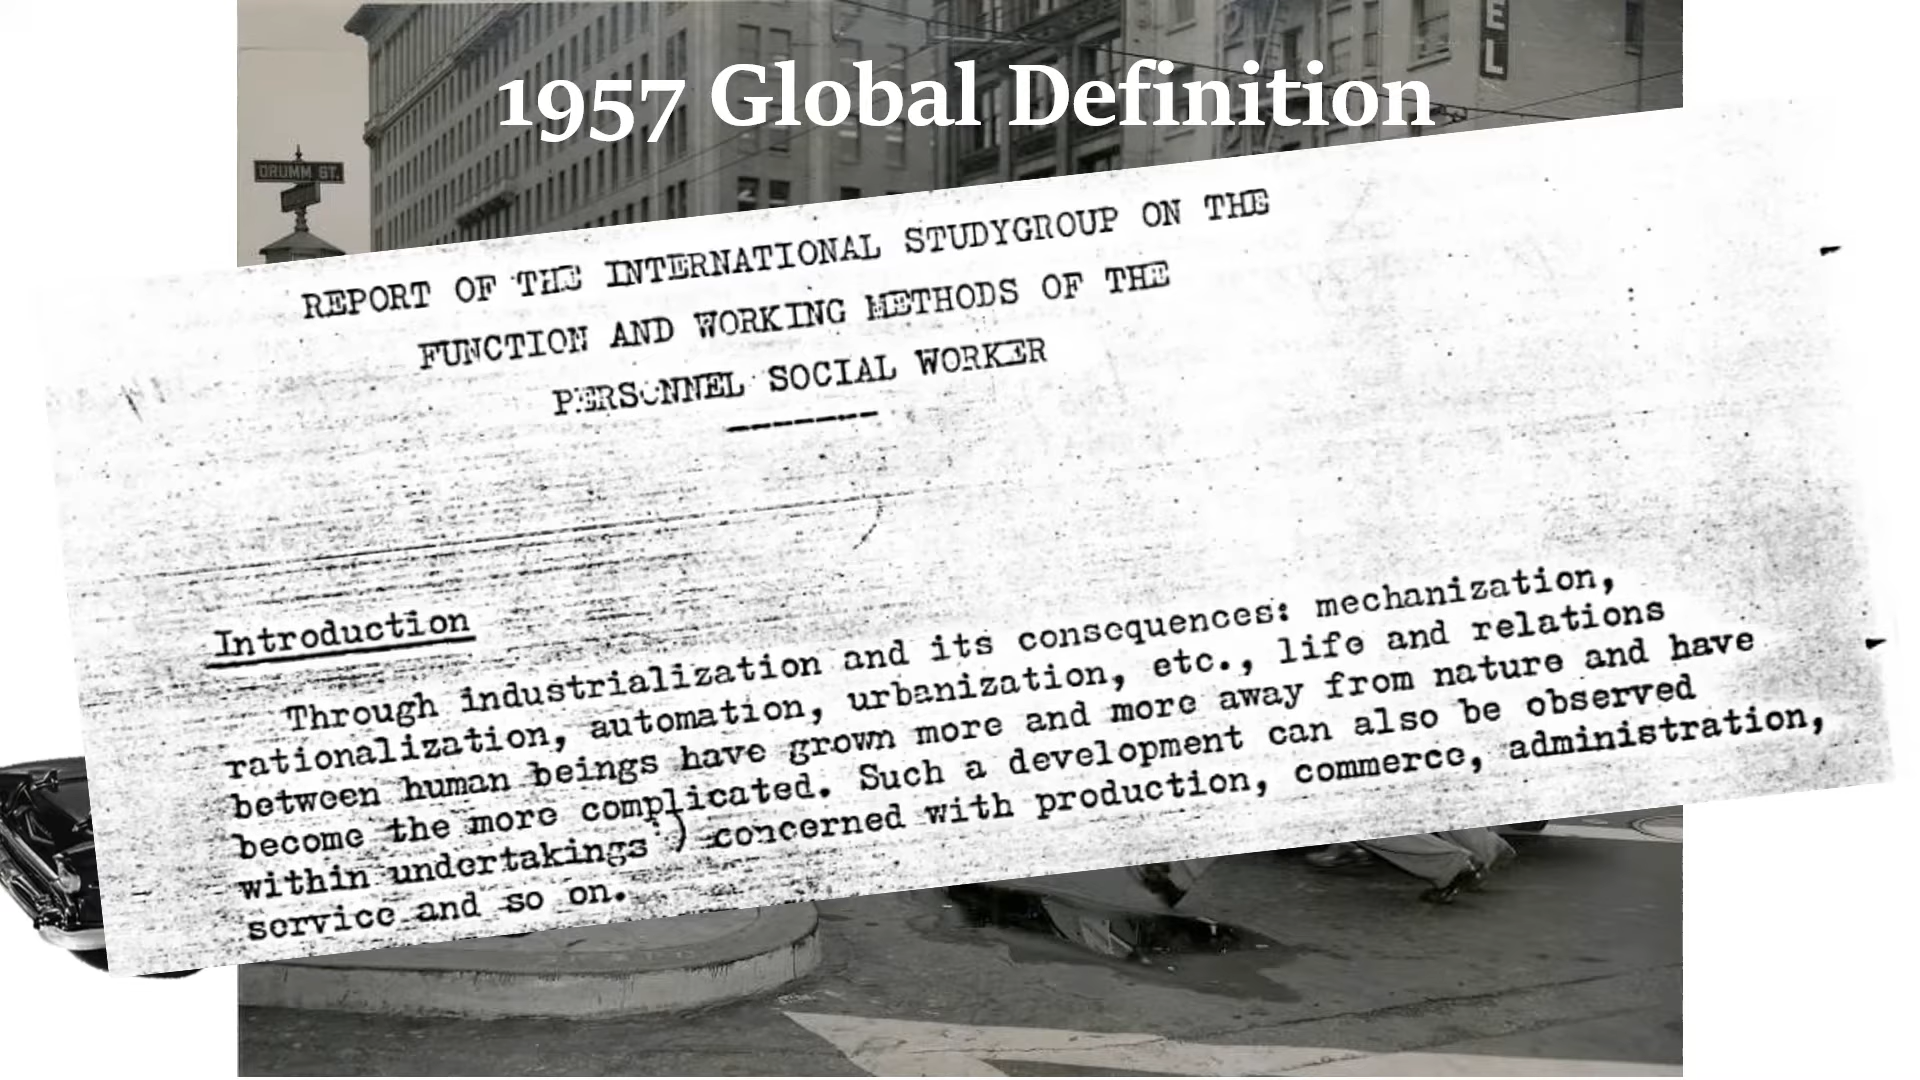 1957 Global Definition
EL
DRUMM ST.
REPORT OF THE INTERNATIONAL STUDYGROUP ON THE
FUNCTION AND WORKING METHODS OF THE
PERSONNEL SOCIAL WORKER
Introduction
Through industrialization and its consequences: mechanization,
rationalization, automation, urbanization, etc., life and relations
between human beings have grown more and more away from nature and have
become the more complicated. Such a development can also be observed
within undertakings ) concerned with production, commerce, administration,
service and so on.